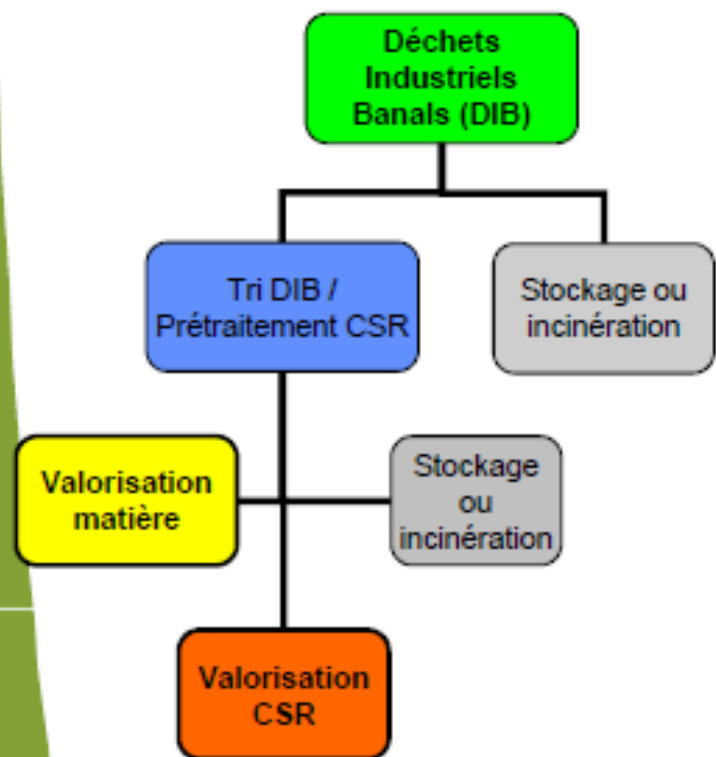 Déchets
Industriels
Banals (DIB)
Tri DIB /
Prétraitement CSR
Stockage ou
incinération
Valorisation
matière
Stockage
ou
incinération
Valorisation
CSR